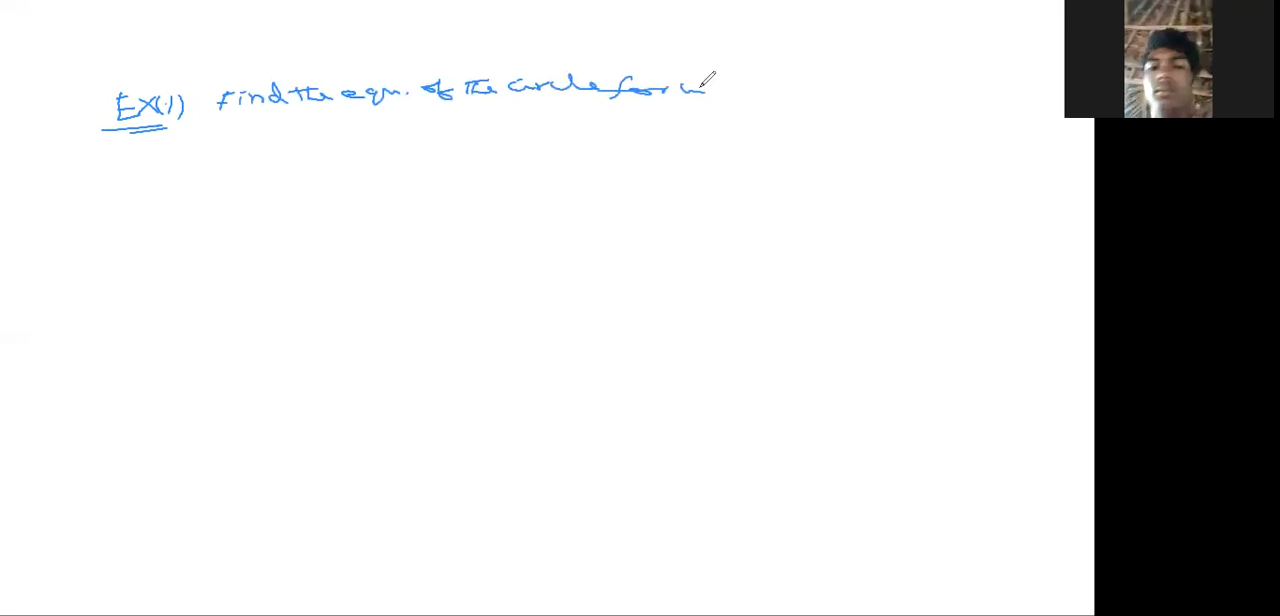 EX(1) Find the eqn. of the circle for w